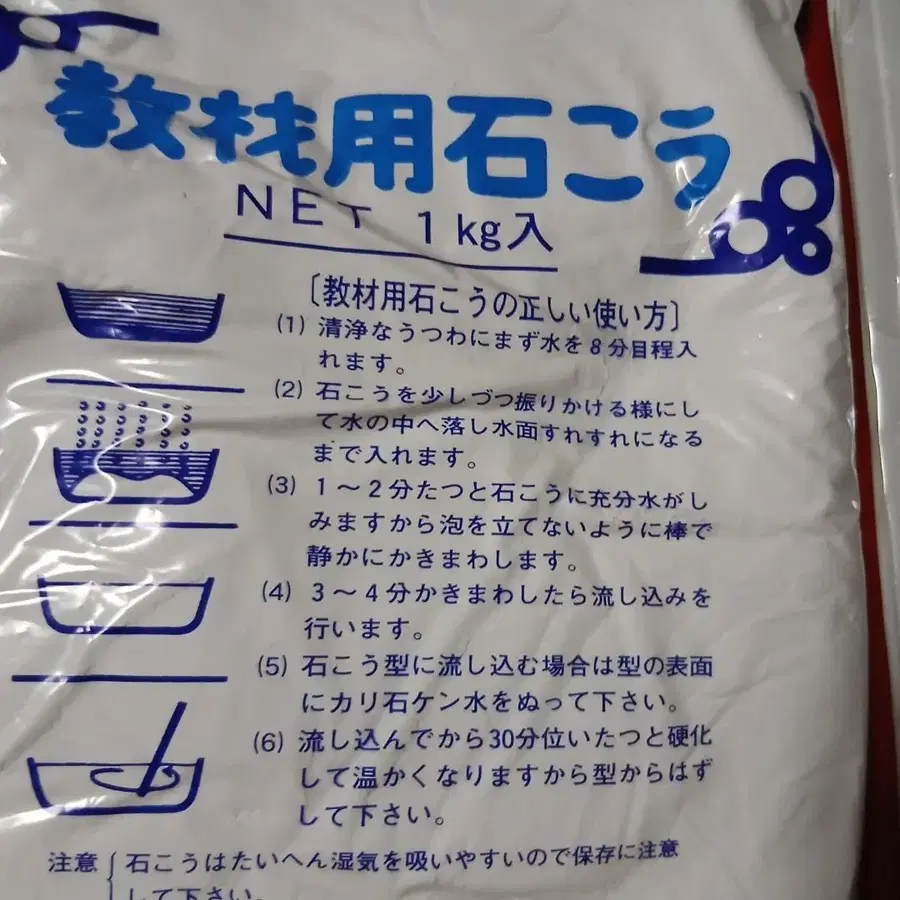 教材用石こう
NET 1kg入
〔教材用石こうの正しい使い方〕
(1) 清浄なうつわにまず水を8分目程入
れます。
(2) 石こうを少しづつ振りかける様にし
て水の中へ落し水面すれすれになる
まで入れます。
(3) 1〜2分たつと石こうに充分水がし
みますから泡を立てないように棒で
静かにかきまわします。
(4) 3〜4分かきまわしたら流し込みを
行います。
(5) 石こう型に流し込む場合は型の表面
にカリ石ケン水をぬって下さい。
(6) 流し込んでから30分位いたつと硬化
して温かくなりますから型からはず
して下さい。
注意 石こうはたいへん湿気を吸いやすいので保存に注意
して下さい。